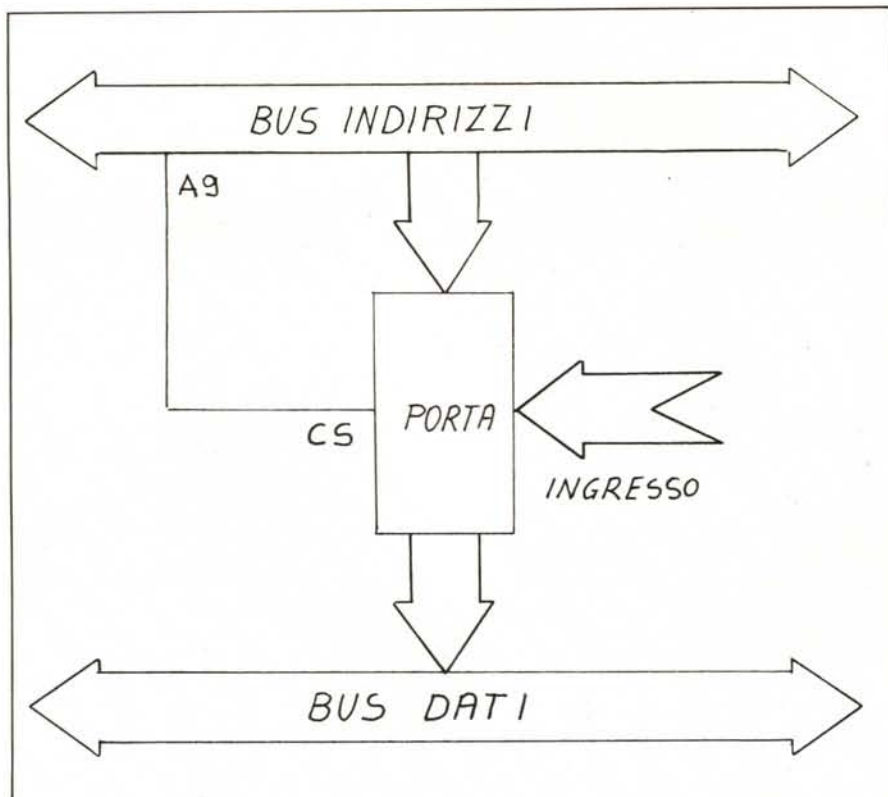 BUS INDIRIZZI
A9
CS
PORTA
INGRESSO
BUS DATI